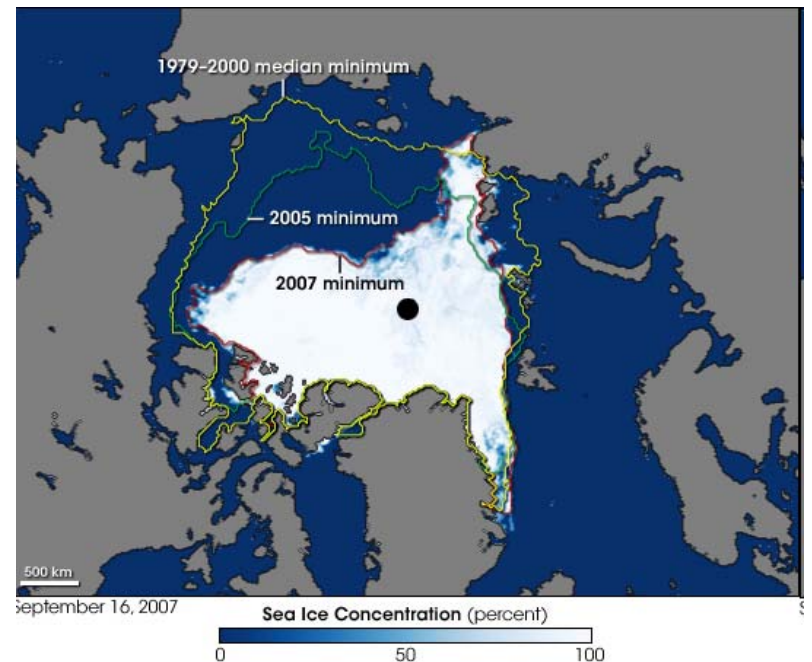 1979–2000 median minimum
2005 minimum
2007 minimum
500 km
September 16, 2007
Sea Ice Concentration (percent)
0 50 100